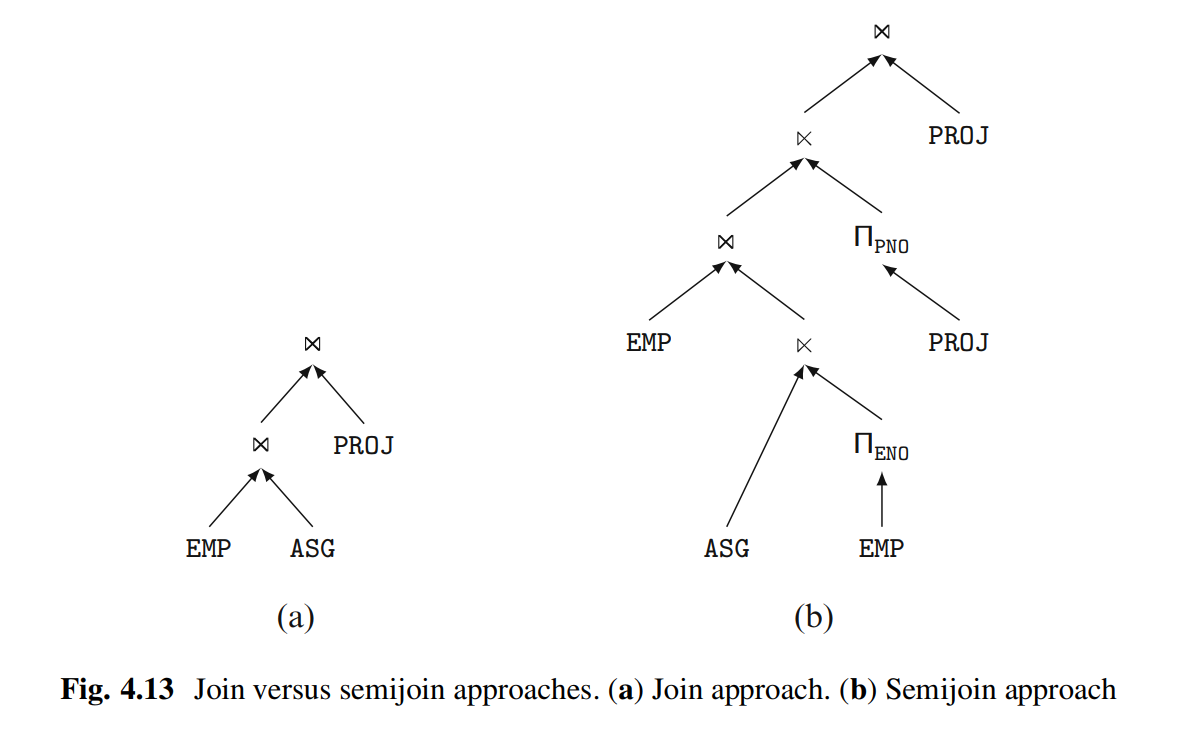 ⋈
⋉ PROJ
⋈ Π_PNO
EMP ⋉ PROJ
⋈
⋈ PROJ Π_ENO
EMP ASG ASG EMP
(a) (b)
Fig. 4.13 Join versus semijoin approaches. (a) Join approach. (b) Semijoin approach